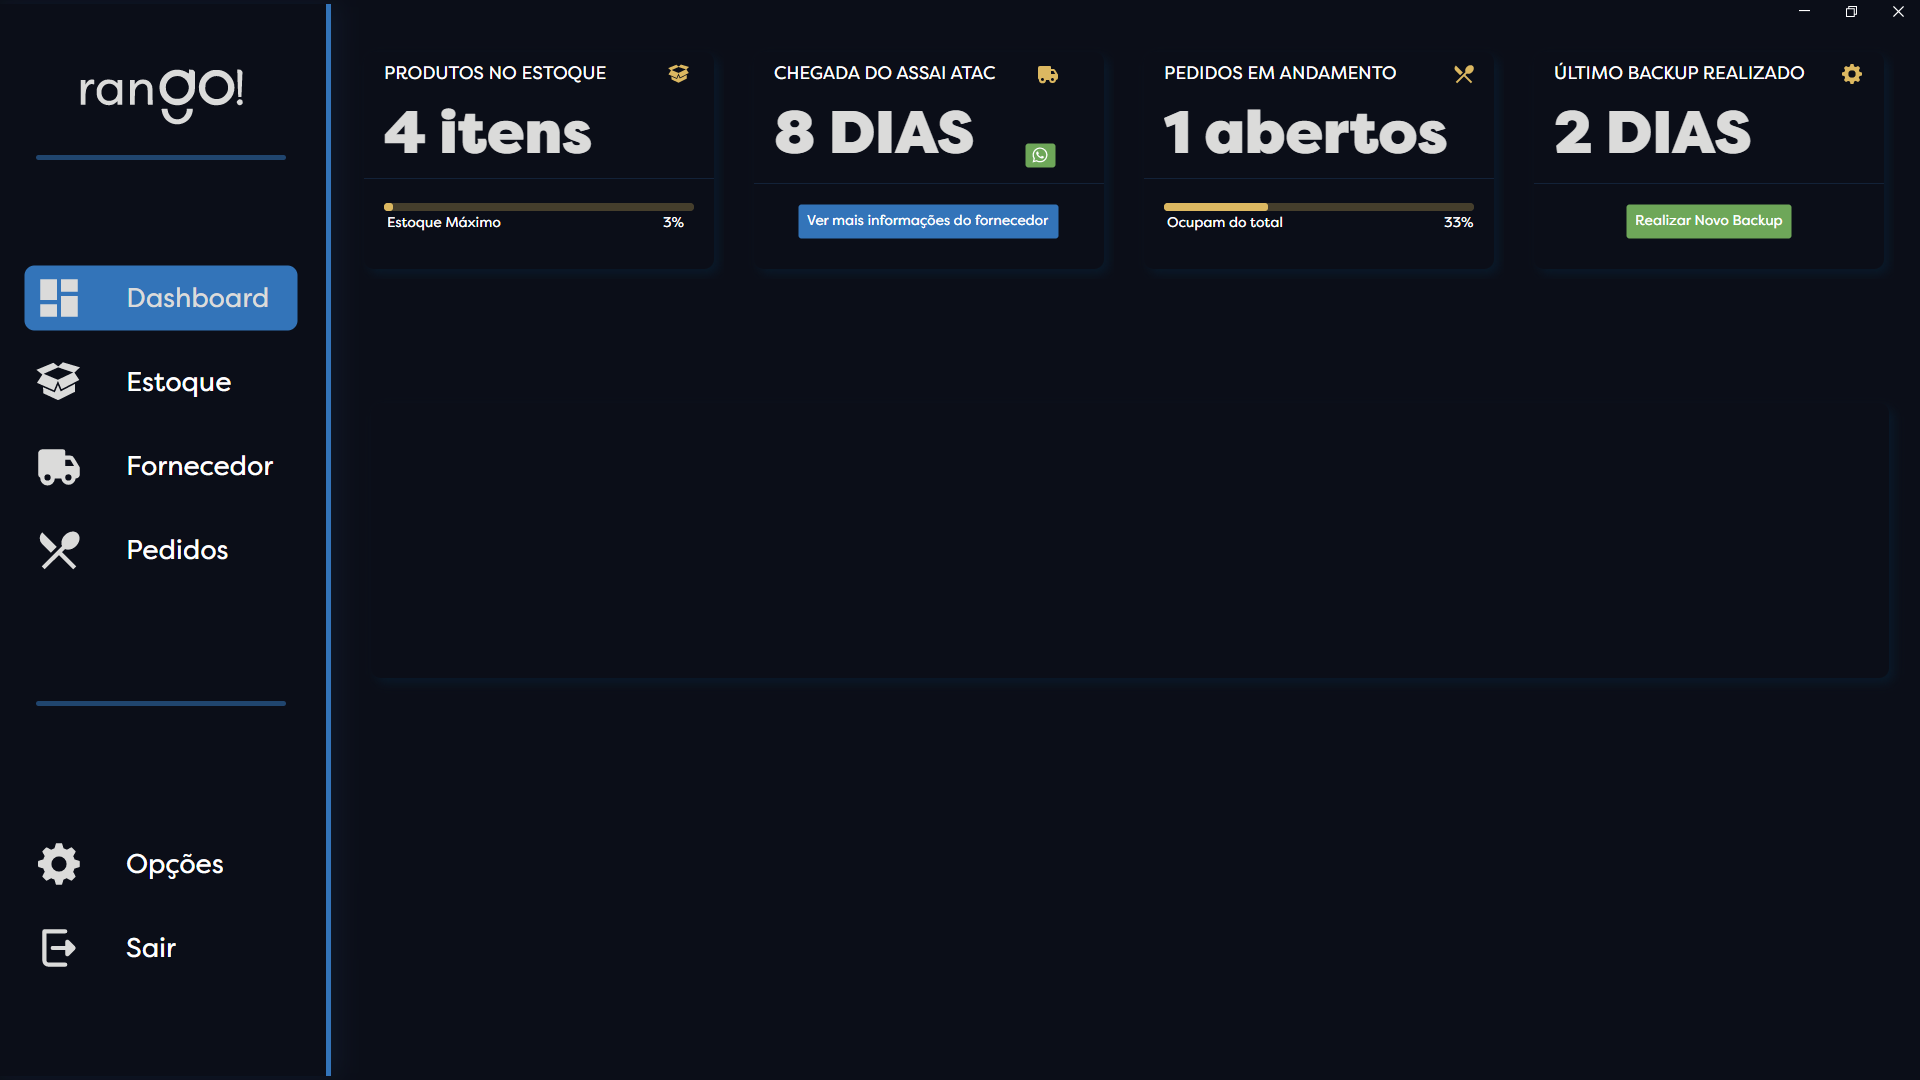 rango!
Dashboard
Estoque
Fornecedor
Pedidos
Opções
Sair
PRODUTOS NO ESTOQUE
4 itens
Estoque Máximo 3%
CHEGADA DO ASSAI ATAC
8 DIAS
Ver mais informações do fornecedor
PEDIDOS EM ANDAMENTO
1 abertos
Ocupam do total 33%
ÚLTIMO BACKUP REALIZADO
2 DIAS
Realizar Novo Backup